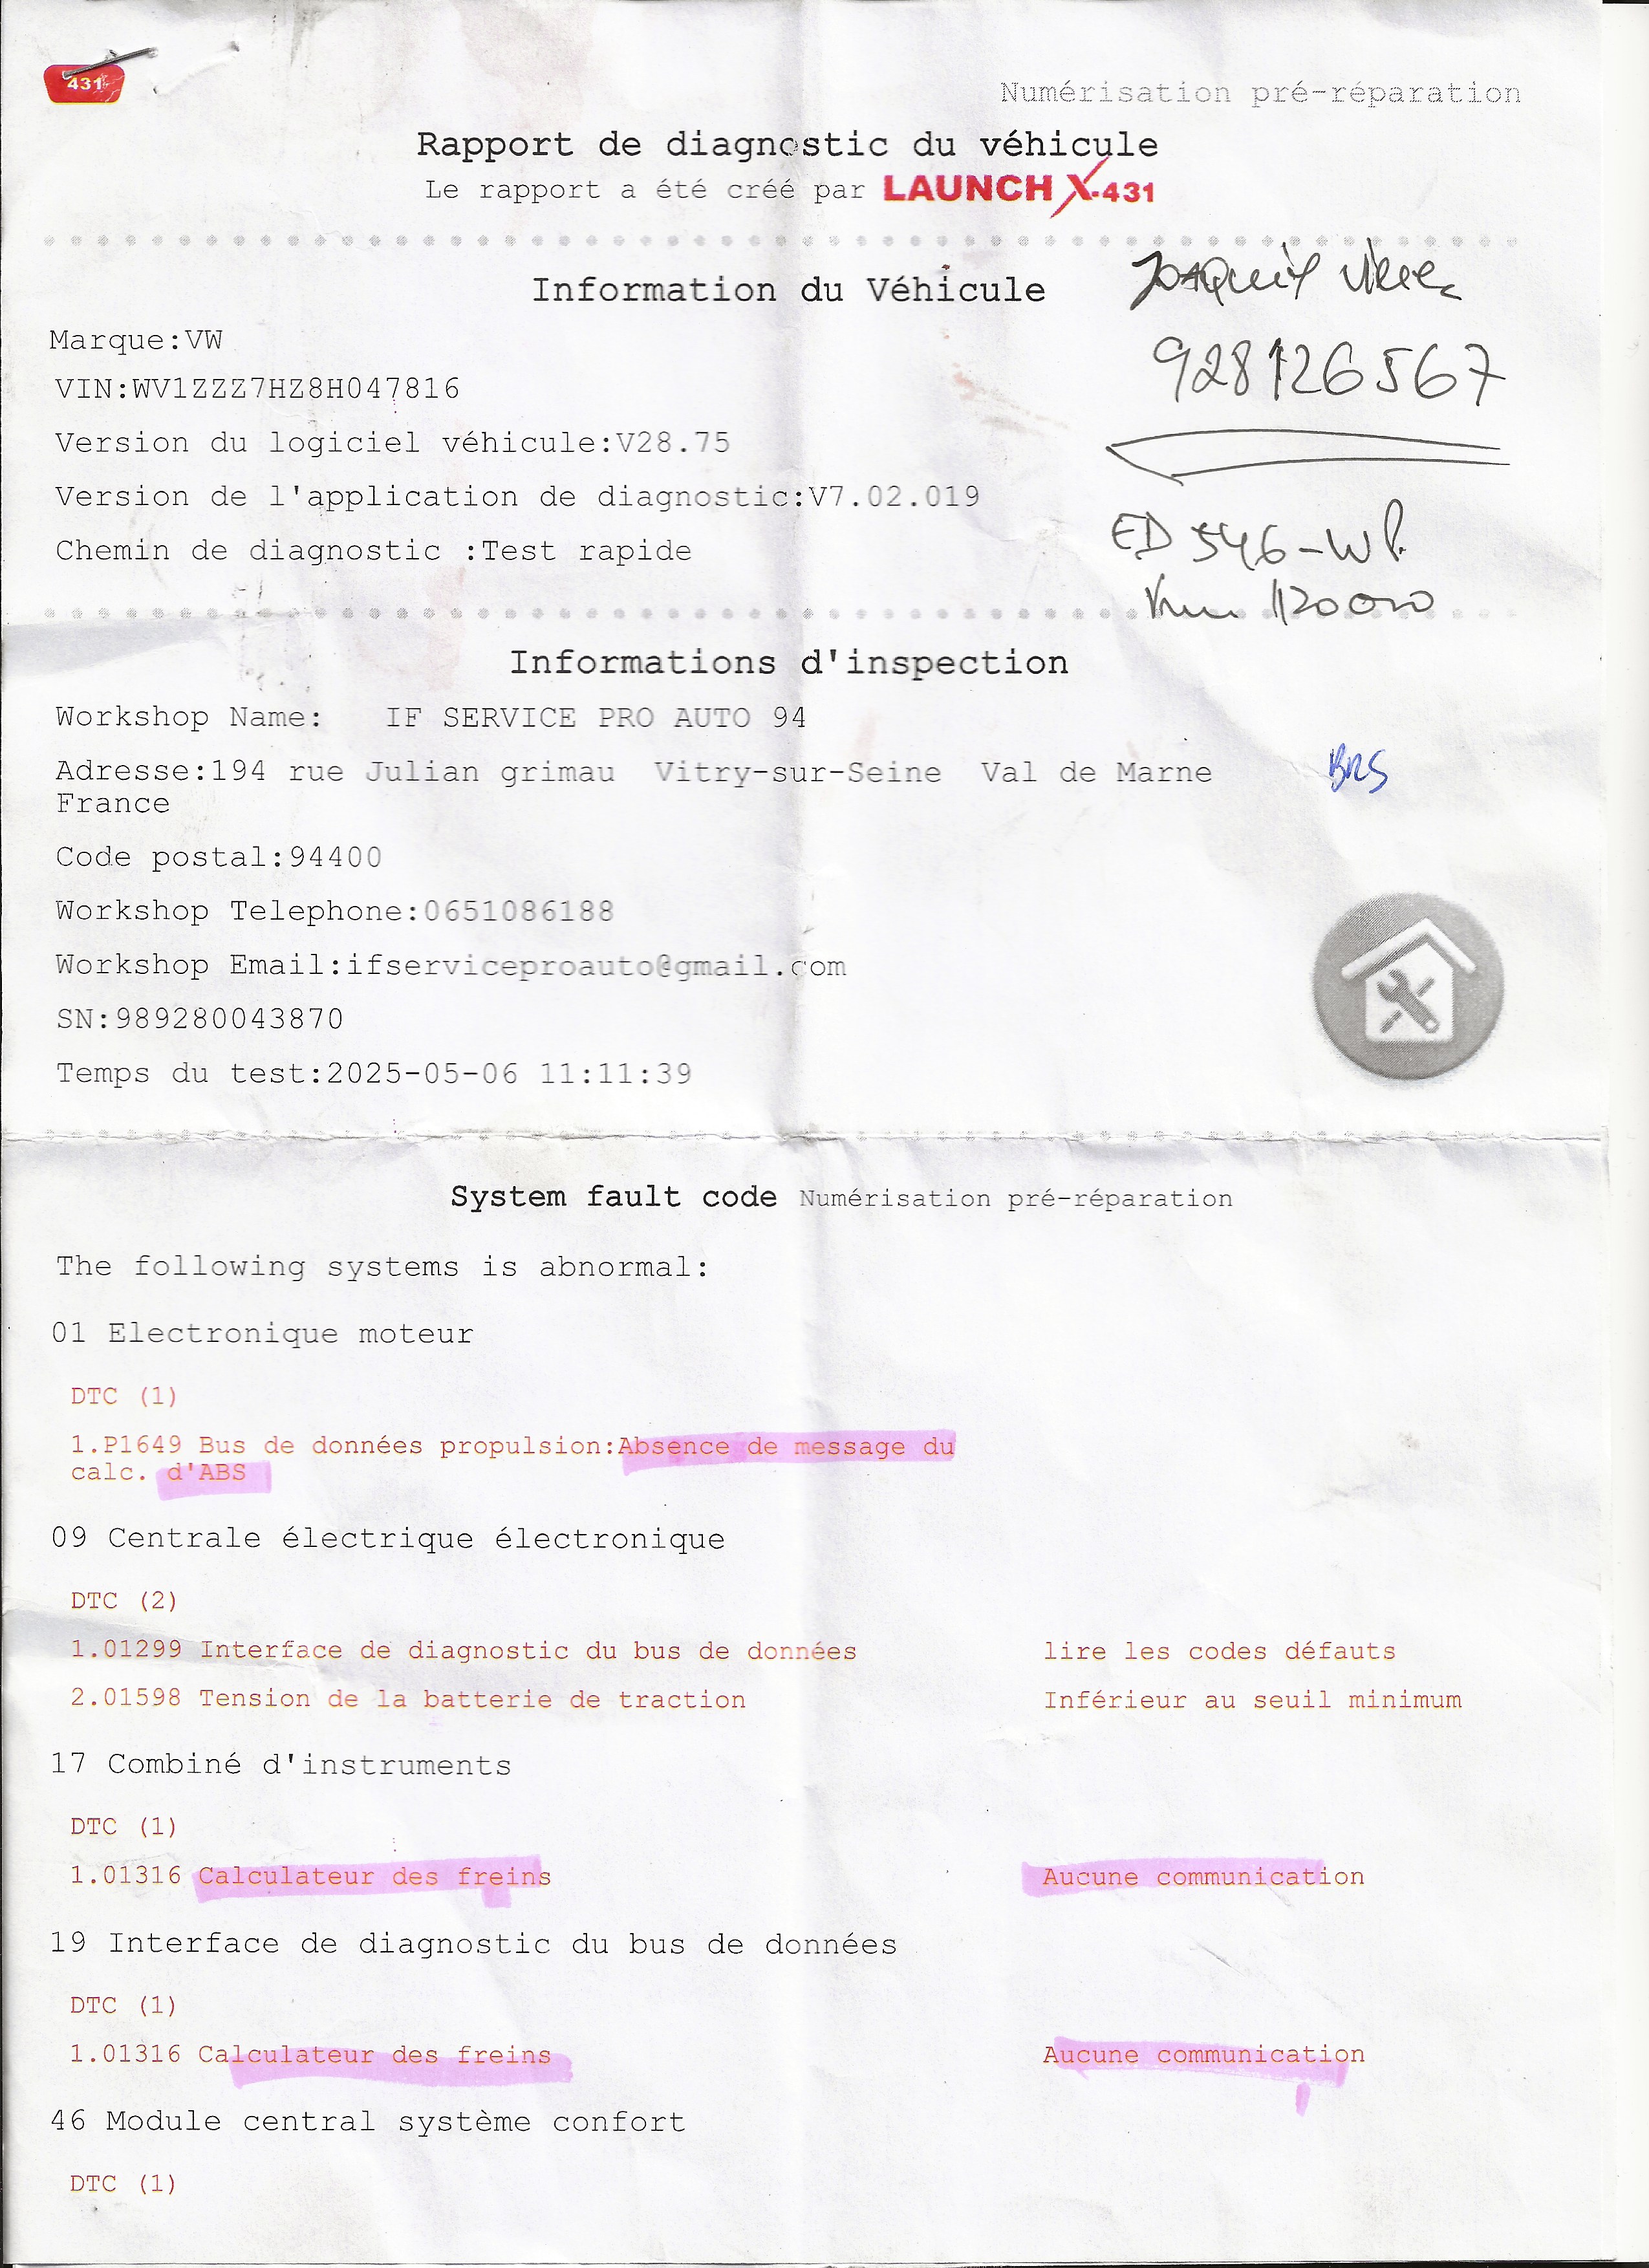 431
Numérisation pré-réparation
Rapport de diagnostic du véhicule
Le rapport a été créé par LAUNCH X-431
Information du Véhicule
928126567
Marque:VW
VIN:WV1ZZZ7HZ8H047816
Version du logiciel véhicule:V28.75
Version de l'application de diagnostic:V7.02.019
ED 546-WP
Chemin de diagnostic :Test rapide
Km 120000
Informations d'inspection
Workshop Name: IF SERVICE PRO AUTO 94
Adresse:194 rue Julian grimau Vitry-sur-Seine Val de Marne
BRS
France
Code postal:94400
Workshop Telephone:0651086188
Workshop Email:ifserviceproauto@gmail.com
SN:989280043870
Temps du test:2025-05-06 11:11:39
System fault code Numérisation pré-réparation
The following systems is abnormal:
01 Electronique moteur
DTC (1)
1.P1649 Bus de données propulsion:Absence de message du
calc. d'ABS
09 Centrale électrique électronique
DTC (2)
1.01299 Interface de diagnostic du bus de données lire les codes défauts
2.01598 Tension de la batterie de traction Inférieur au seuil minimum
17 Combiné d'instruments
DTC (1)
1.01316 Calculateur des freins Aucune communication
19 Interface de diagnostic du bus de données
DTC (1)
1.01316 Calculateur des freins Aucune communication
46 Module central système confort
DTC (1)